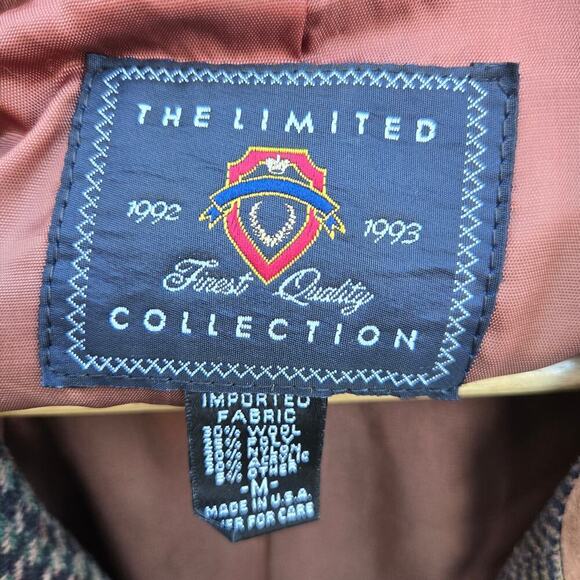 THE LIMITED
1992 1993
Finest Quality
COLLECTION
IMPORTED
FABRIC
WOOL
POLY
NYLON
ACRYLIC
OTHER
-M-
MADE IN U.S.A.
FOR CARE